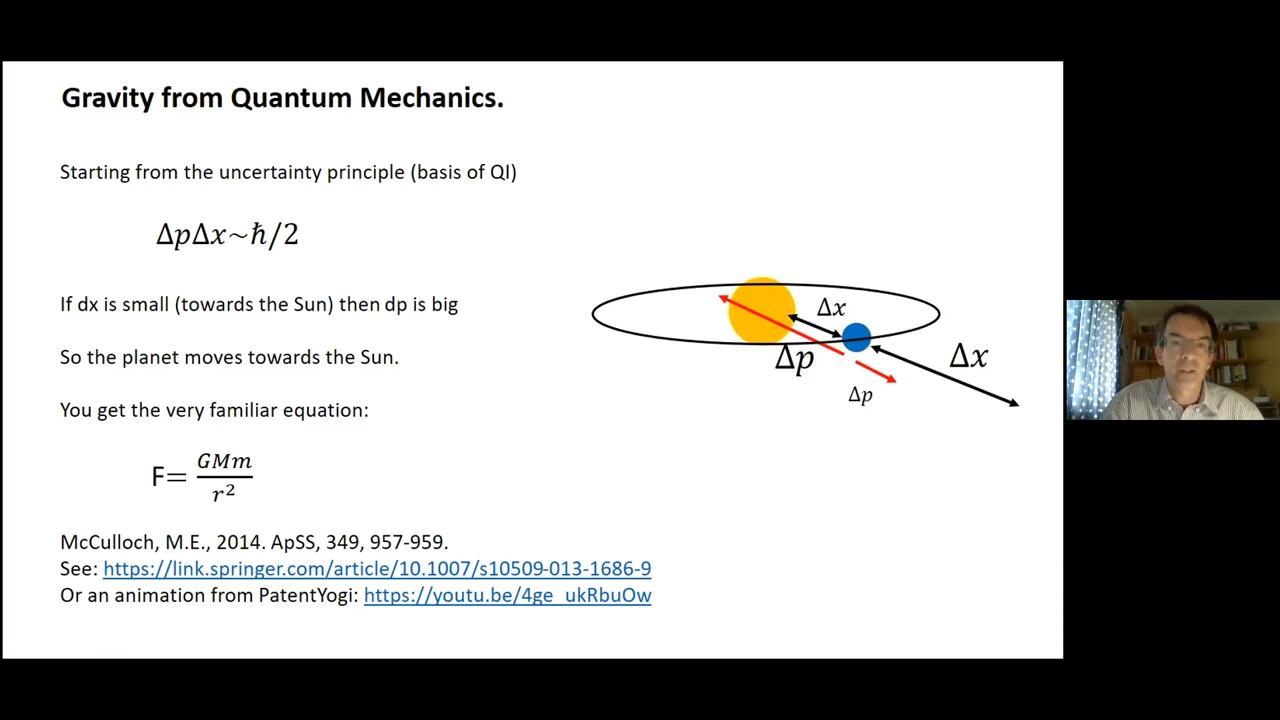 Gravity from Quantum Mechanics.
Starting from the uncertainty principle (basis of QI)
ΔpΔx~ℏ/2
If dx is small (towards the Sun) then dp is big
So the planet moves towards the Sun.
You get the very familiar equation:
F= GMm
r²
McCulloch, M.E., 2014. ApSS, 349, 957-959.
See: https://link.springer.com/article/10.1007/s10509-013-1686-9
Or an animation from PatentYogi: https://youtu.be/4ge_ukRbuOw
Δx
Δp
Δx
Δp